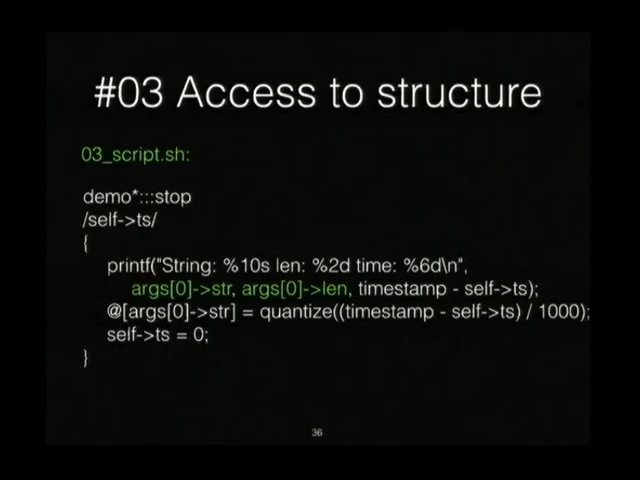 #03 Access to structure
03_script.sh:
demo*:::stop
/self->ts/
{
printf("String: %10s len: %2d time: %6d\n",
args[0]->str, args[0]->len, timestamp - self->ts);
@[args[0]->str] = quantize((timestamp - self->ts) / 1000);
self->ts = 0;
}
36